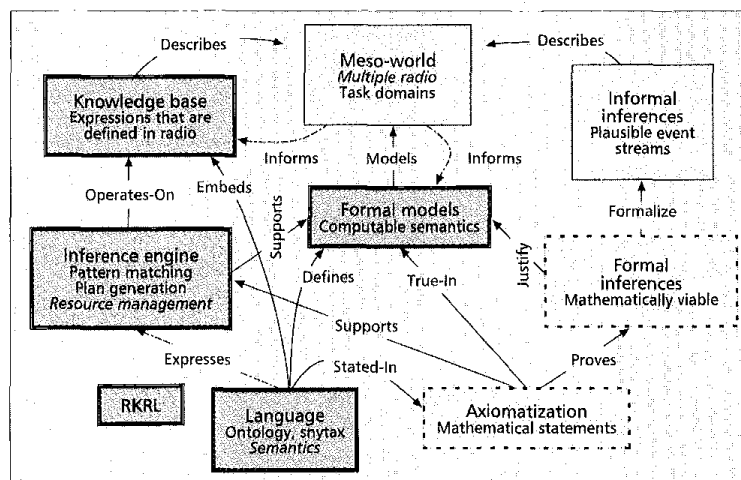 Describes
Describes
Meso-world
Multiple radio
Task domains
Knowledge base
Expressions that are
defined in radio
Informal
inferences
Plausible event
streams
Informs
Models
Informs
Operates-On
Embeds
Supports
Formal models
Computable semantics
Formalize
Inference engine
Pattern matching
Plan generation
Resource management
Defines
True-In
Justify
Formal
inferences
Mathematically viable
Supports
Expresses
Stated-In
Proves
RKRL
Language
Ontology, shytax
Semantics
Axiomatization
Mathematical statements